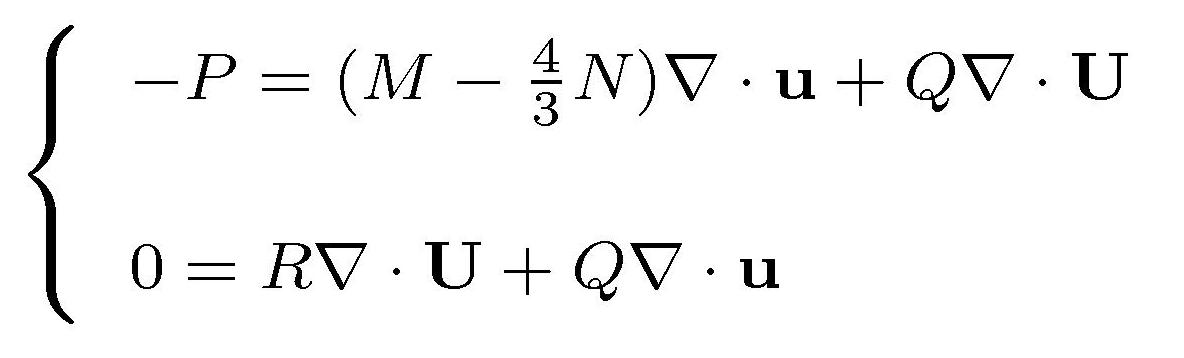 −P = (M − 4/3 N)∇ · u + Q∇ · U
0 = R∇ · U + Q∇ · u